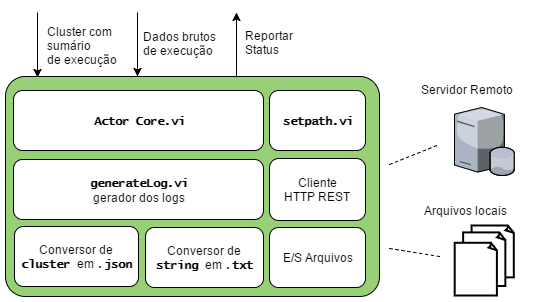 Cluster com
sumário
de execução
Dados brutos
de execução
Reportar
Status
Actor Core.vi
setpath.vi
generateLog.vi
gerador dos logs
Cliente
HTTP REST
Conversor de
cluster em .json
Conversor de
string em .txt
E/S Arquivos
Servidor Remoto
Arquivos locais